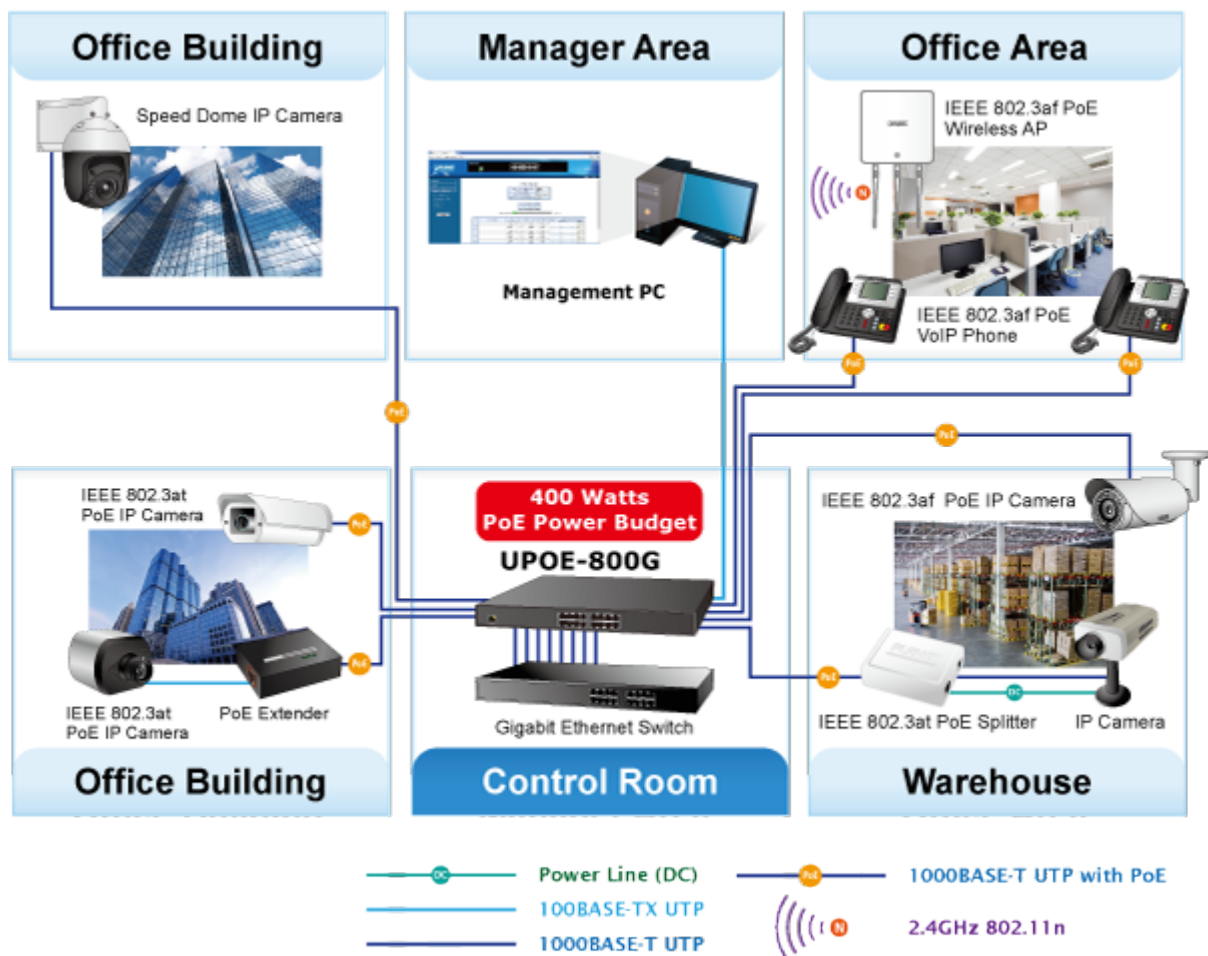 Office Building
Manager Area
Office Area
Speed Dome IP Camera
IEEE 802.3af PoE
Wireless AP
N
Management PC
IEEE 802.3af PoE
VoIP Phone
PoE
PoE
PoE
PoE
IEEE 802.3at
PoE IP Camera
PoE
400 Watts
PoE Power Budget
UPOE-800G
IEEE 802.3af PoE IP Camera
PoE
PoE
DC
IEEE 802.3at
PoE IP Camera
PoE Extender
Gigabit Ethernet Switch
IEEE 802.3at PoE Splitter
IP Camera
Office Building
Control Room
Warehouse
DC
Power Line (DC)
PoE
1000BASE-T UTP with PoE
100BASE-TX UTP
N
2.4GHz 802.11n
1000BASE-T UTP